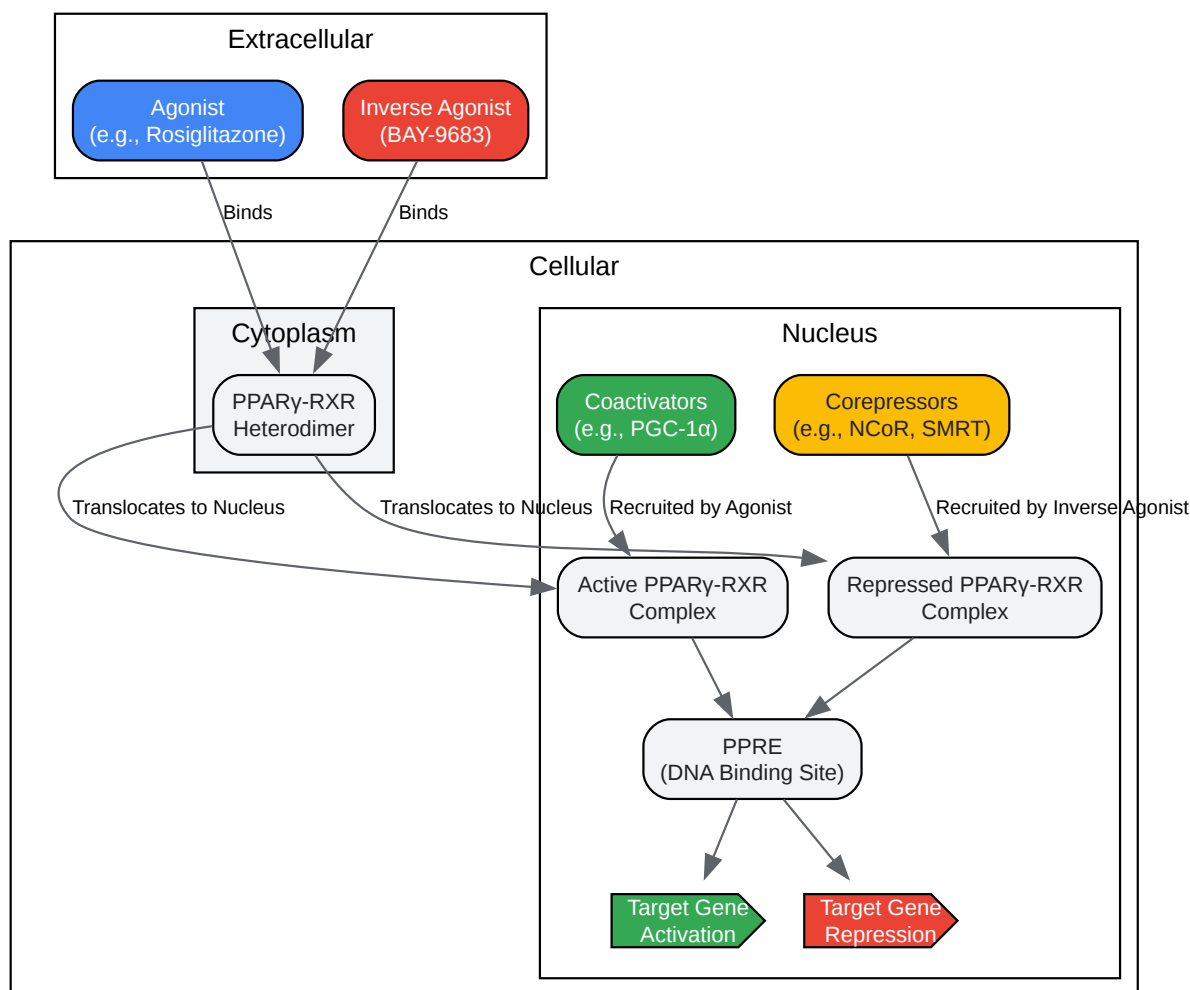 Extracellular
Agonist
(e.g., Rosiglitazone)
Inverse Agonist
(BAY-9683)
Binds
Binds
Cellular
Cytoplasm
PPARγ-RXR
Heterodimer
Nucleus
Coactivators
(e.g., PGC-1α)
Corepressors
(e.g., NCoR, SMRT)
Translocates to Nucleus
Translocates to Nucleus
Recruited by Agonist
Recruited by Inverse Agonist
Active PPARγ-RXR
Complex
Repressed PPARγ-RXR
Complex
PPRE
(DNA Binding Site)
Target Gene
Activation
Target Gene
Repression